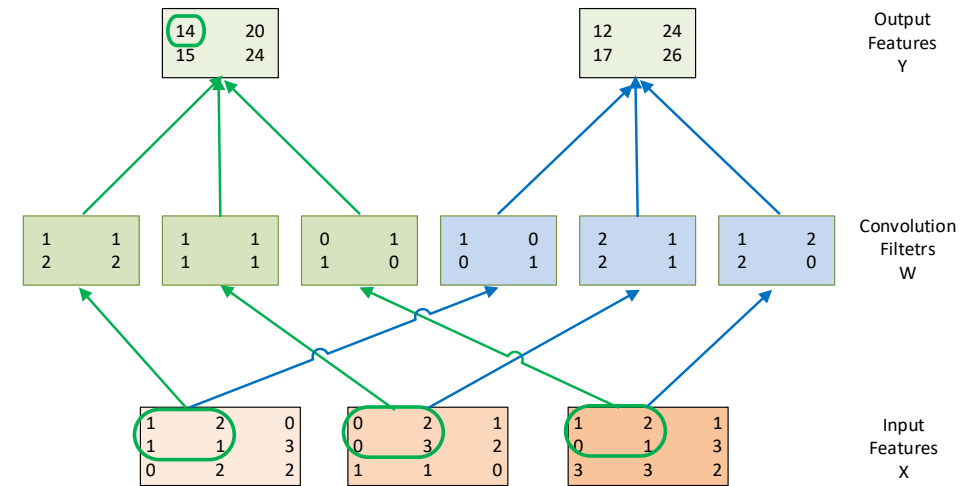 14 20
15 24
12 24
17 26
Output
Features
Y
1 1
2 2
1 1
1 1
0 1
1 0
1 0
0 1
2 1
2 1
1 2
2 0
Convolution
Filtetrs
W
1 2 0
1 1 3
0 2 2
0 2 1
0 3 2
1 1 0
1 2 1
0 1 3
3 3 2
Input
Features
X